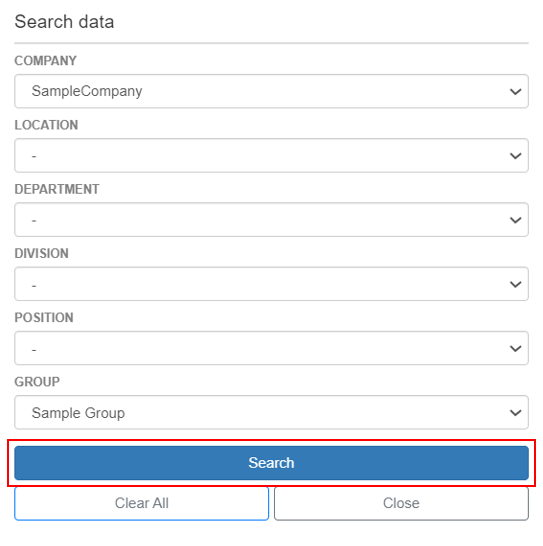 Search data
COMPANY
SampleCompany
LOCATION
-
DEPARTMENT
-
DIVISION
-
POSITION
-
GROUP
Sample Group
Search
Clear All Close